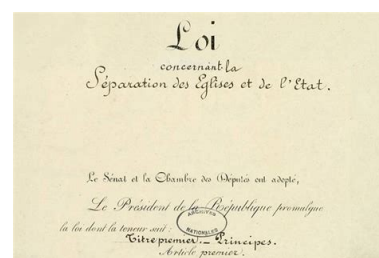 Loi
concernant la
Séparation des Eglises et de l'Etat.
Le Sénat et la Chambre des Députés ont adopté,
Le Président de la République promulgue
la loi dont la teneur suit :
ARCHIVES
NATIONALES
Titre premier. — Principes.
Article premier.